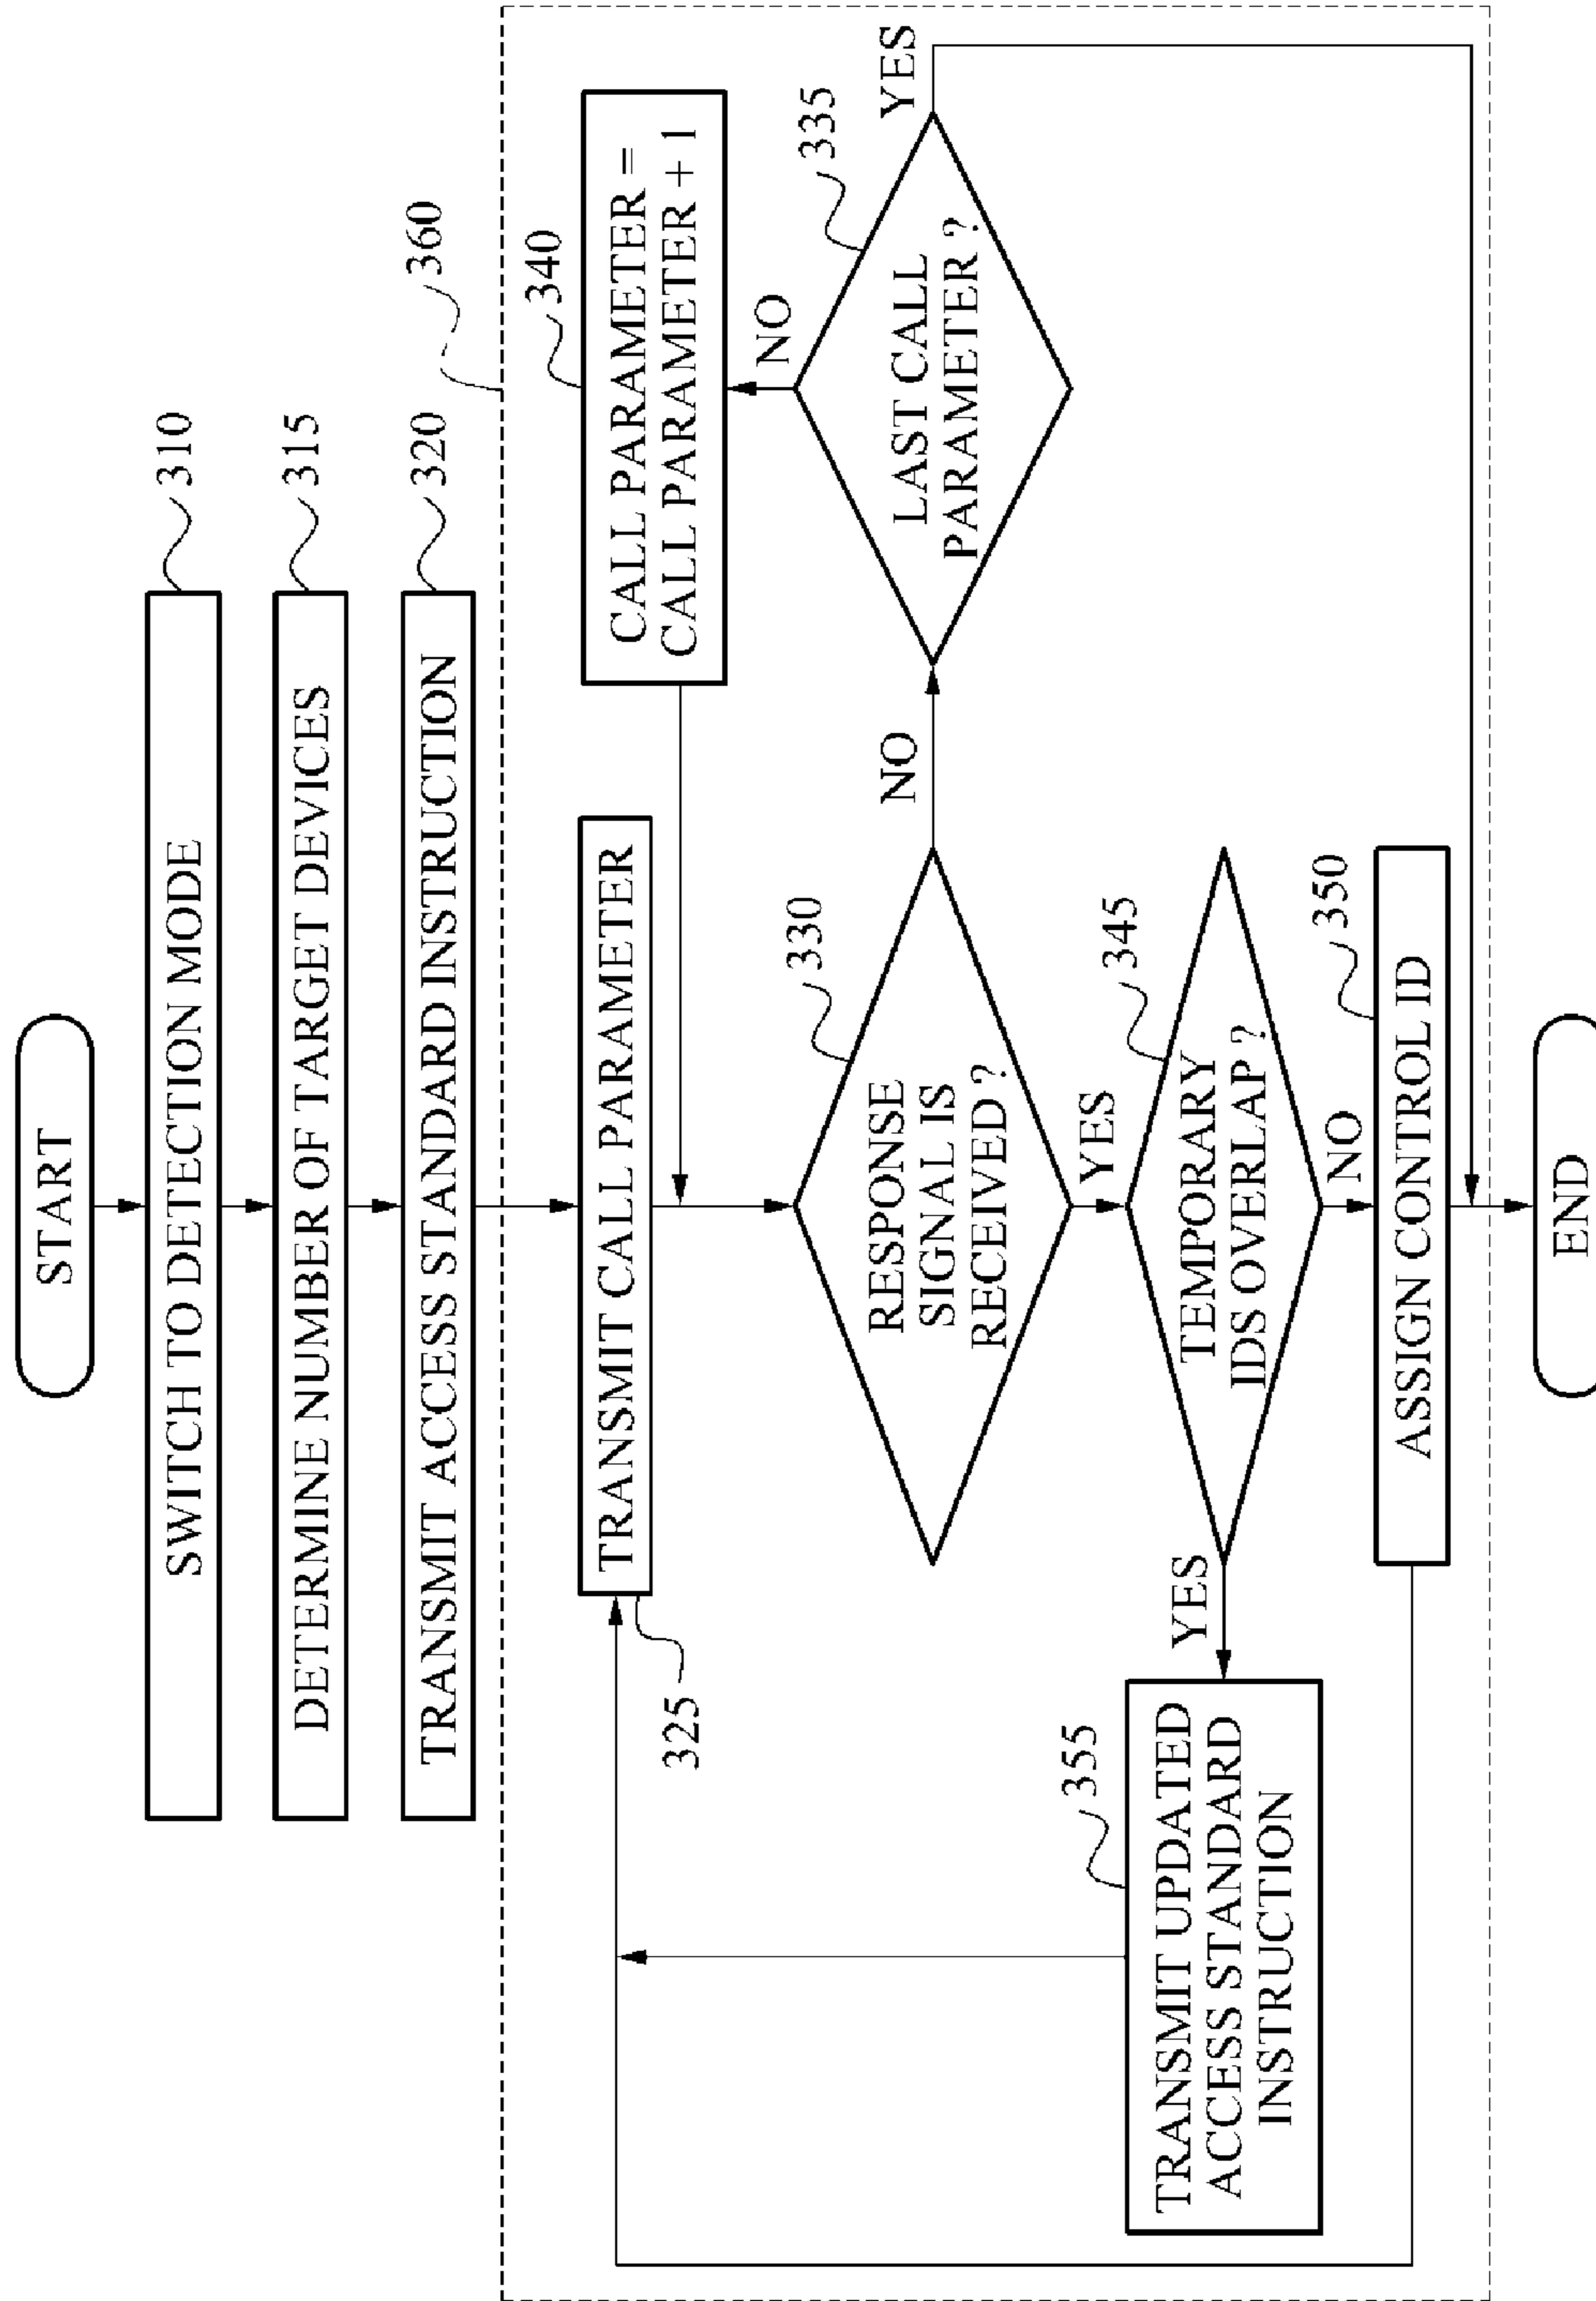 START
SWITCH TO DETECTION MODE
310
DETERMINE NUMBER OF TARGET DEVICES
315
TRANSMIT ACCESS STANDARD INSTRUCTION
320
360
TRANSMIT CALL PARAMETER
325
CALL PARAMETER =
CALL PARAMETER + 1
340
RESPONSE
SIGNAL IS
RECEIVED ?
330
NO
LAST CALL
PARAMETER ?
335
NO
YES
YES
TEMPORARY
IDS OVERLAP ?
345
YES
TRANSMIT UPDATED
ACCESS STANDARD
INSTRUCTION
355
NO
ASSIGN CONTROL ID
350
END